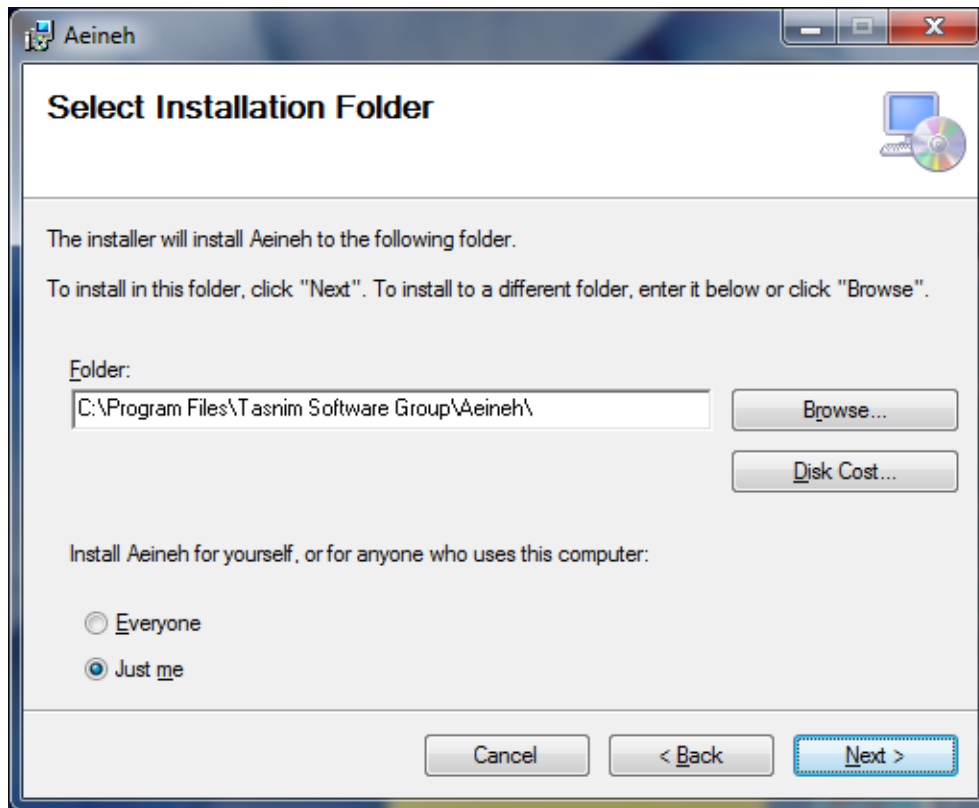 Aeineh
Select Installation Folder
The installer will install Aeineh to the following folder.
To install in this folder, click "Next". To install to a different folder, enter it below or click "Browse".
Folder:
C:\Program Files\Tasnim Software Group\Aeineh\
Browse...
Disk Cost...
Install Aeineh for yourself, or for anyone who uses this computer:
Everyone
Just me
Cancel
< Back
Next >